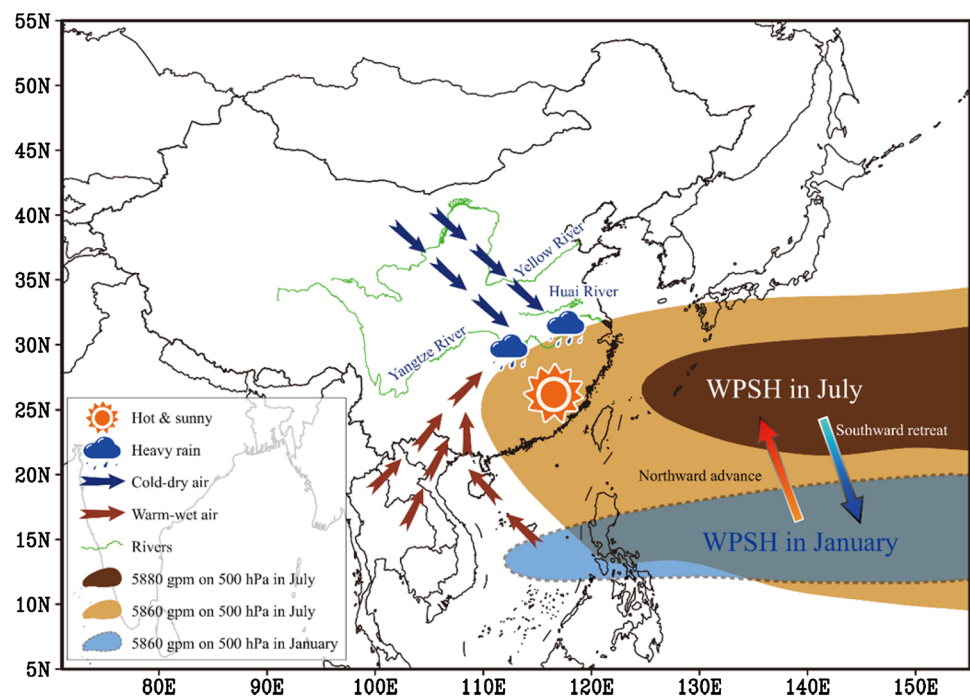 55N
50N
45N
40N
35N
30N
25N
20N
15N
10N
5N
80E
90E
100E
110E
120E
130E
140E
150E
Yellow River
Huai River
Yangtze River
WPSH in July
Southward retreat
Northward advance
WPSH in January
Hot & sunny
Heavy rain
Cold-dry air
Warm-wet air
Rivers
5880 gpm on 500 hPa in July
5860 gpm on 500 hPa in July
5860 gpm on 500 hPa in January